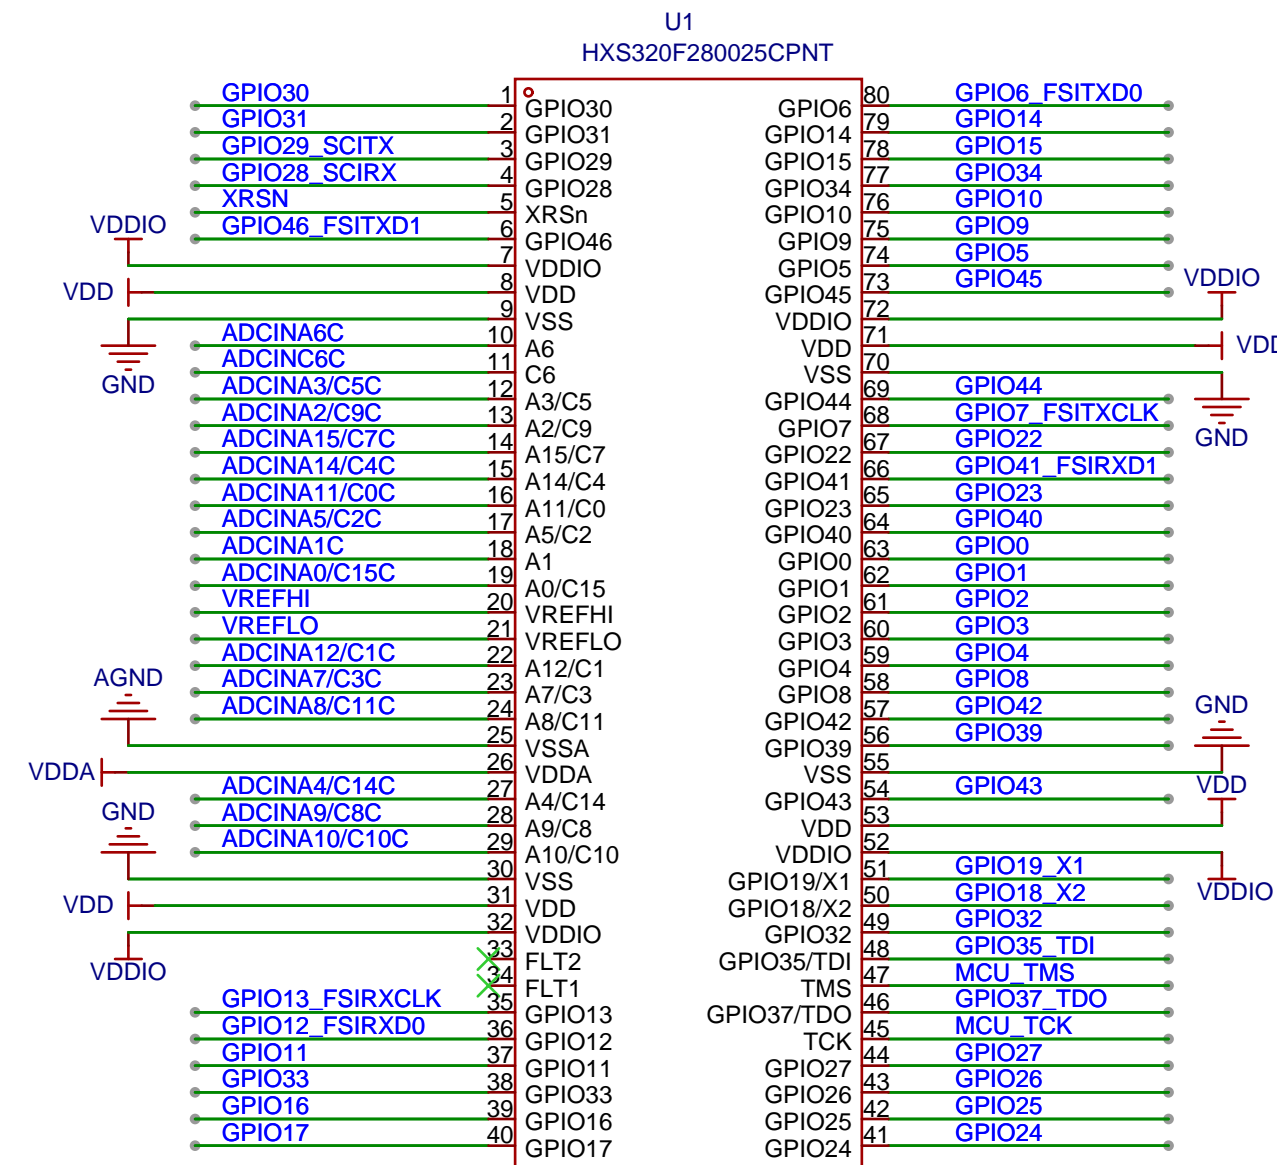 U1
HXS320F280025CPNT
GPIO30 1 GPIO30 GPIO6 80 GPIO6_FSITXD0
GPIO31 2 GPIO31 GPIO14 79 GPIO14
GPIO29_SCITX 3 GPIO29 GPIO15 78 GPIO15
GPIO28_SCIRX 4 GPIO28 GPIO34 77 GPIO34
XRSN 5 XRSn GPIO10 76 GPIO10
GPIO46_FSITXD1 6 GPIO46 GPIO9 75 GPIO9
VDDIO 7 VDDIO GPIO5 74 GPIO5
VDD 8 VDD GPIO45 73 GPIO45
GND 9 VSS VDDIO 72 VDDIO
ADCINA6C 10 A6 VDD 71 VDD
ADCINC6C 11 C6 VSS 70 GND
ADCINA3/C5C 12 A3/C5 GPIO44 69 GPIO44
ADCINA2/C9C 13 A2/C9 GPIO7 68 GPIO7_FSITXCLK
ADCINA15/C7C 14 A15/C7 GPIO22 67 GPIO22
ADCINA14/C4C 15 A14/C4 GPIO41 66 GPIO41_FSIRXD1
ADCINA11/C0C 16 A11/C0 GPIO23 65 GPIO23
ADCINA5/C2C 17 A5/C2 GPIO40 64 GPIO40
ADCINA1C 18 A1 GPIO0 63 GPIO0
ADCINA0/C15C 19 A0/C15 GPIO1 62 GPIO1
VREFHI 20 VREFHI GPIO2 61 GPIO2
VREFLO 21 VREFLO GPIO3 60 GPIO3
ADCINA12/C1C 22 A12/C1 GPIO4 59 GPIO4
ADCINA7/C3C 23 A7/C3 GPIO8 58 GPIO8
ADCINA8/C11C 24 A8/C11 GPIO42 57 GPIO42
AGND 25 VSSA GPIO39 56 GPIO39
VDDA 26 VDDA VSS 55 GND
ADCINA4/C14C 27 A4/C14 GPIO43 54 GPIO43
ADCINA9/C8C 28 A9/C8 VDD 53 VDD
ADCINA10/C10C 29 A10/C10 VDDIO 52 VDDIO
GND 30 VSS GPIO19/X1 51 GPIO19_X1
VDD 31 VDD GPIO18/X2 50 GPIO18_X2
VDDIO 32 VDDIO GPIO32 49 GPIO32
33 FLT2 GPIO35/TDI 48 GPIO35_TDI
34 FLT1 TMS 47 MCU_TMS
GPIO13_FSIRXCLK 35 GPIO13 GPIO37/TDO 46 GPIO37_TDO
GPIO12_FSIRXD0 36 GPIO12 TCK 45 MCU_TCK
GPIO11 37 GPIO11 GPIO27 44 GPIO27
GPIO33 38 GPIO33 GPIO26 43 GPIO26
GPIO16 39 GPIO16 GPIO25 42 GPIO25
GPIO17 40 GPIO17 GPIO24 41 GPIO24